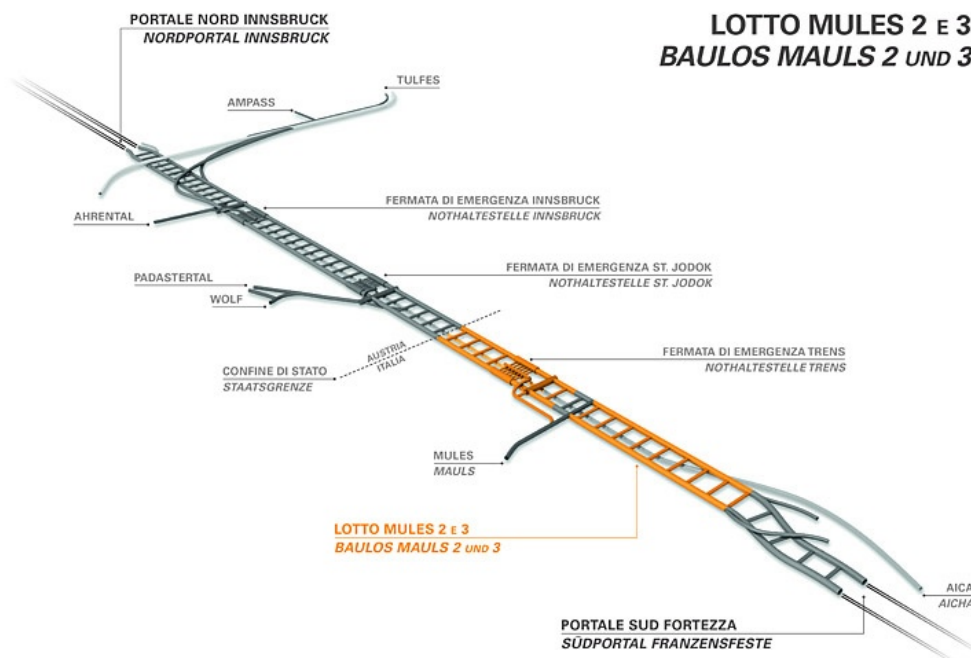 LOTTO MULES 2 E 3
BAULOS MAULS 2 UND 3
PORTALE NORD INNSBRUCK
NORDPORTAL INNSBRUCK
TULFES
AMPASS
FERMATA DI EMERGENZA INNSBRUCK
NOTHALTESTELLE INNSBRUCK
AHRENTAL
FERMATA DI EMERGENZA ST. JODOK
NOTHALTESTELLE ST. JODOK
PADASTERTAL
WOLF
AUSTRIA
ITALIA
FERMATA DI EMERGENZA TRENS
NOTHALTESTELLE TRENS
CONFINE DI STATO
STAATSGRENZE
MULES
MAULS
LOTTO MULES 2 E 3
BAULOS MAULS 2 UND 3
AICA
AICHA
PORTALE SUD FORTEZZA
SÜDPORTAL FRANZENSFESTE